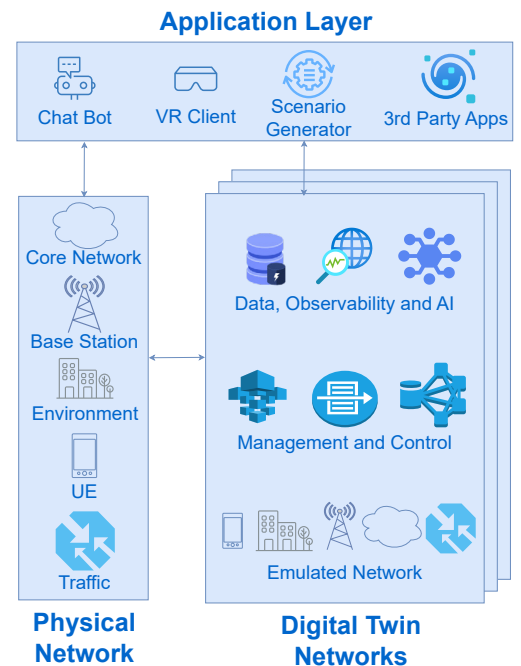 Application Layer
Chat Bot
VR Client
Scenario
Generator
3rd Party Apps
Core Network
Base Station
Environment
UE
Traffic
Physical
Network
Data, Observability and AI
Management and Control
Emulated Network
Digital Twin
Networks